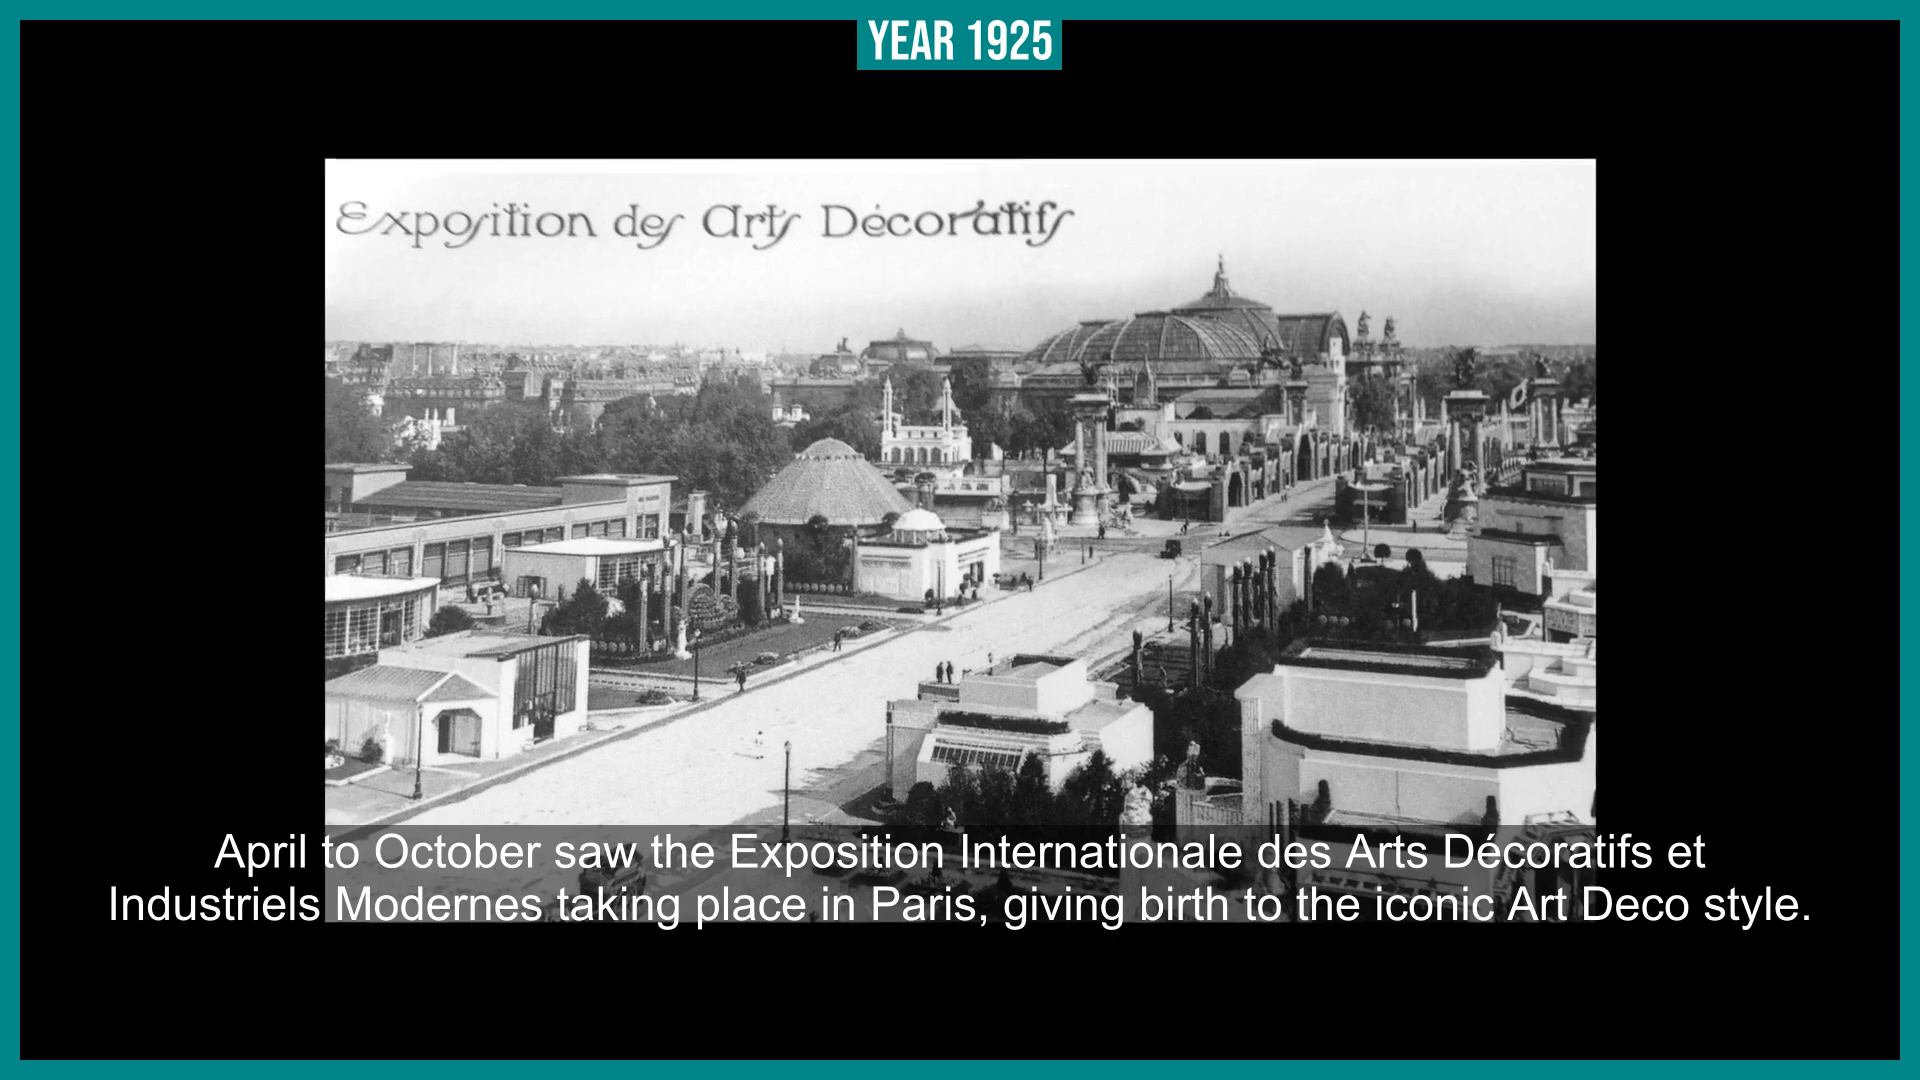 YEAR 1925
Exposition des Arts Décoratifs
April to October saw the Exposition Internationale des Arts Décoratifs et
Industriels Modernes taking place in Paris, giving birth to the iconic Art Deco style.